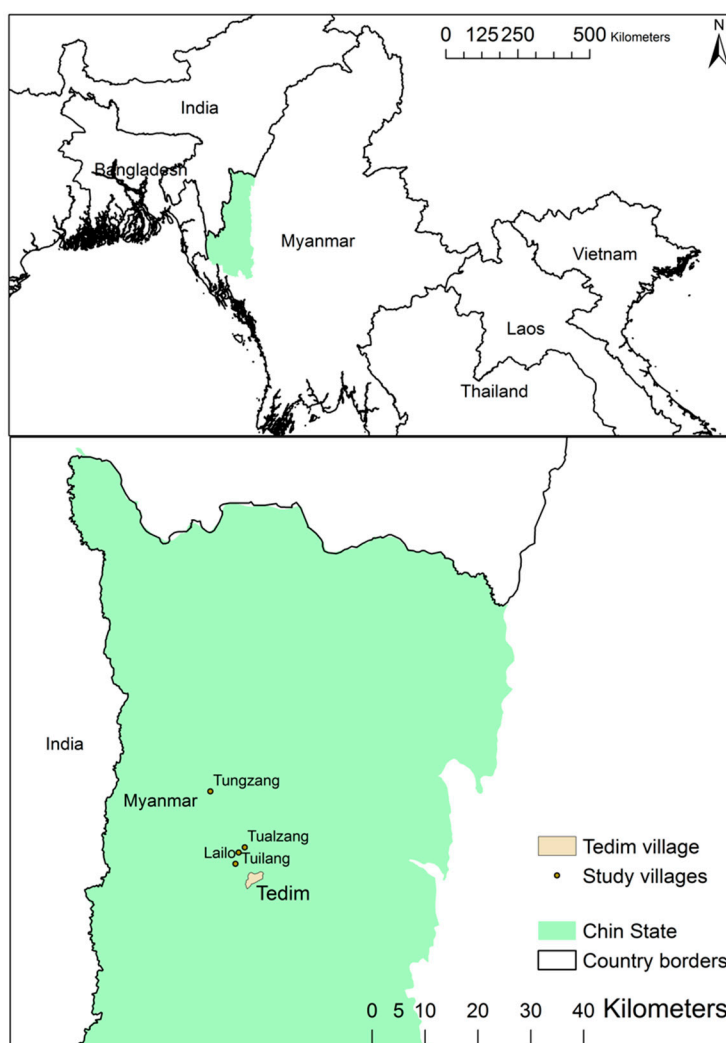 0 125 250 500 Kilometers
N
India
Bangladesh
Myanmar
Vietnam
Laos
Thailand
India
Tungzang
Myanmar
Tualzang
Lailo
Tuilang
Tedim
Tedim village
Study villages
Chin State
Country borders
0 5 10 20 30 40 Kilometers